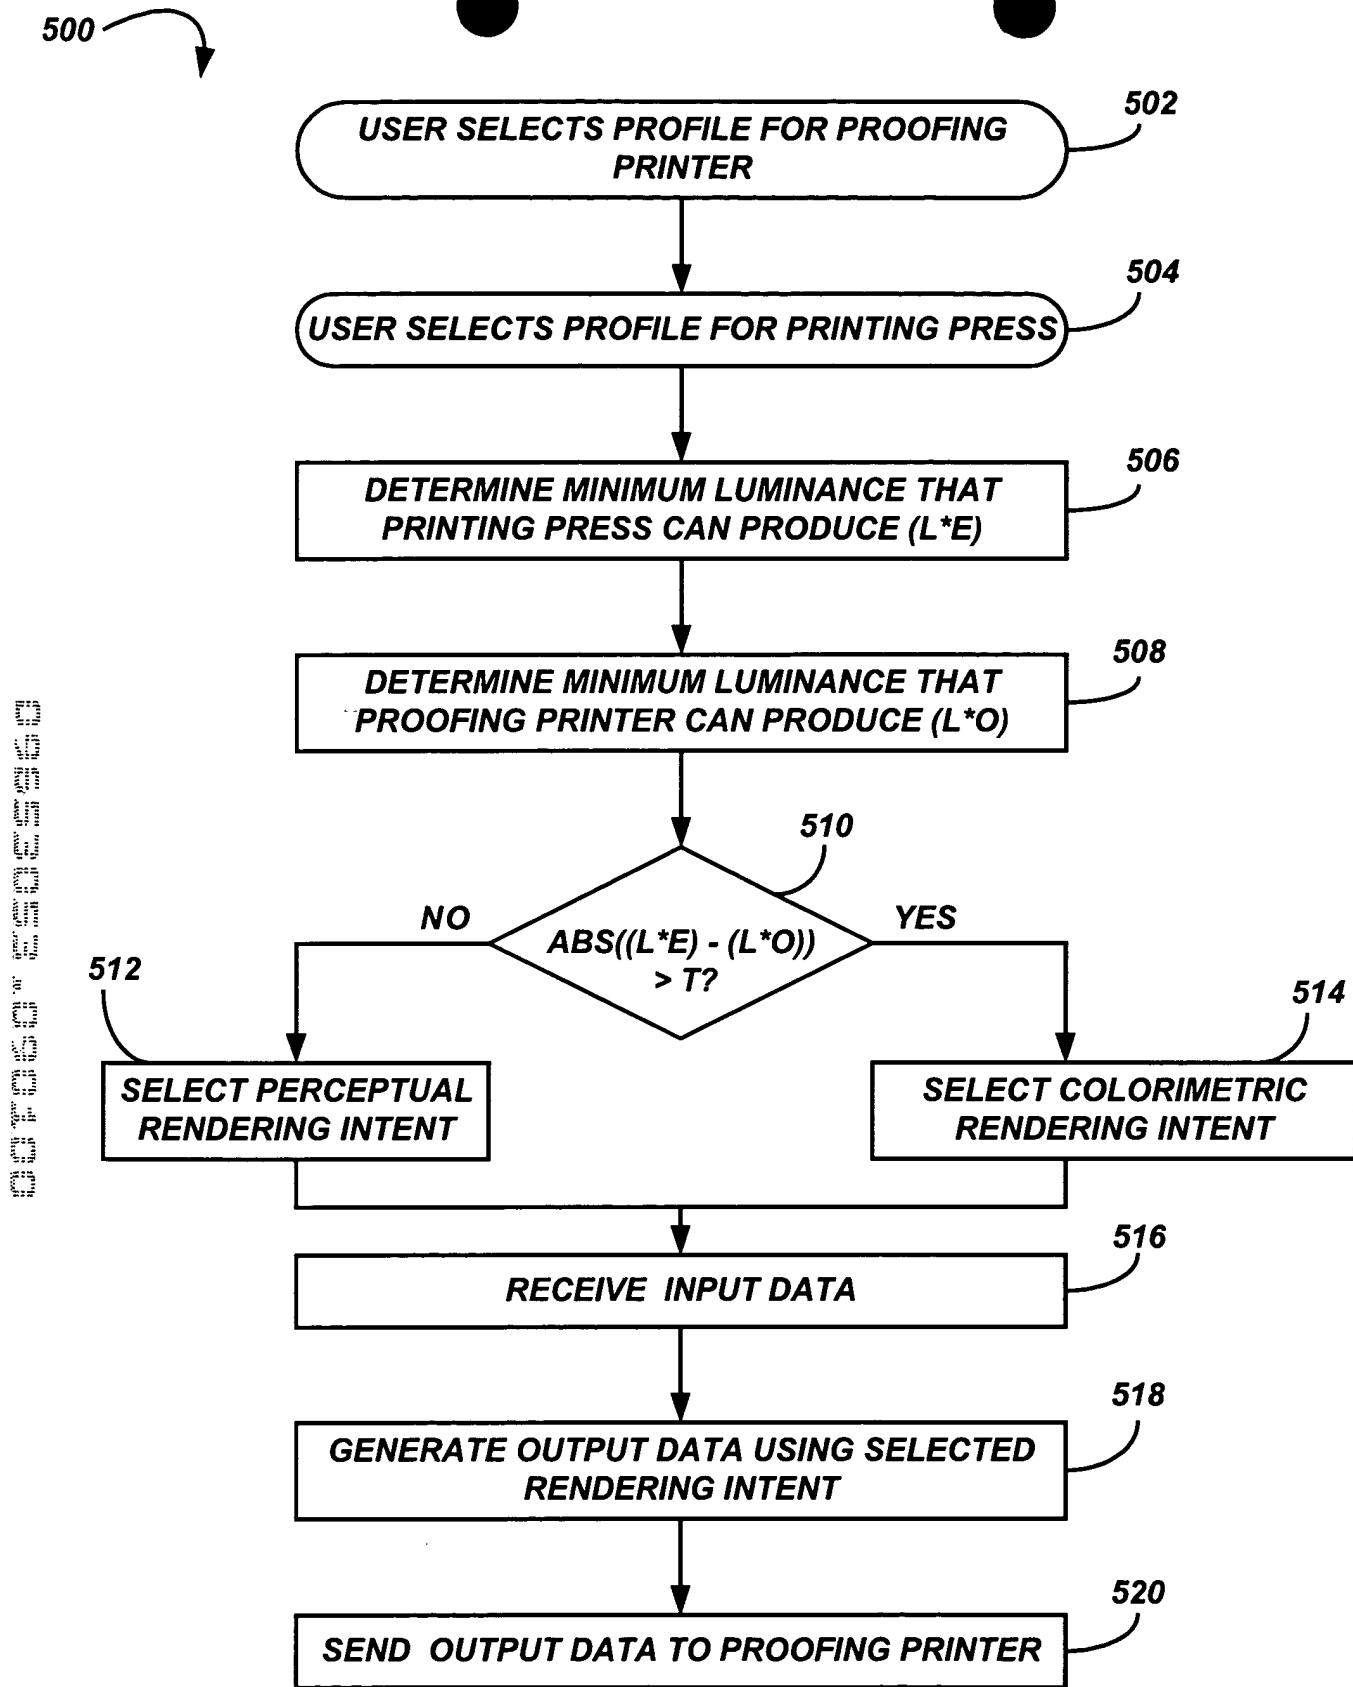 500
502
USER SELECTS PROFILE FOR PROOFING
PRINTER
504
USER SELECTS PROFILE FOR PRINTING PRESS
506
DETERMINE MINIMUM LUMINANCE THAT
PRINTING PRESS CAN PRODUCE (L*E)
508
DETERMINE MINIMUM LUMINANCE THAT
PROOFING PRINTER CAN PRODUCE (L*O)
510
NO
YES
ABS((L*E) - (L*O))
> T?
512
514
SELECT PERCEPTUAL
RENDERING INTENT
SELECT COLORIMETRIC
RENDERING INTENT
516
RECEIVE INPUT DATA
518
GENERATE OUTPUT DATA USING SELECTED
RENDERING INTENT
520
SEND OUTPUT DATA TO PROOFING PRINTER